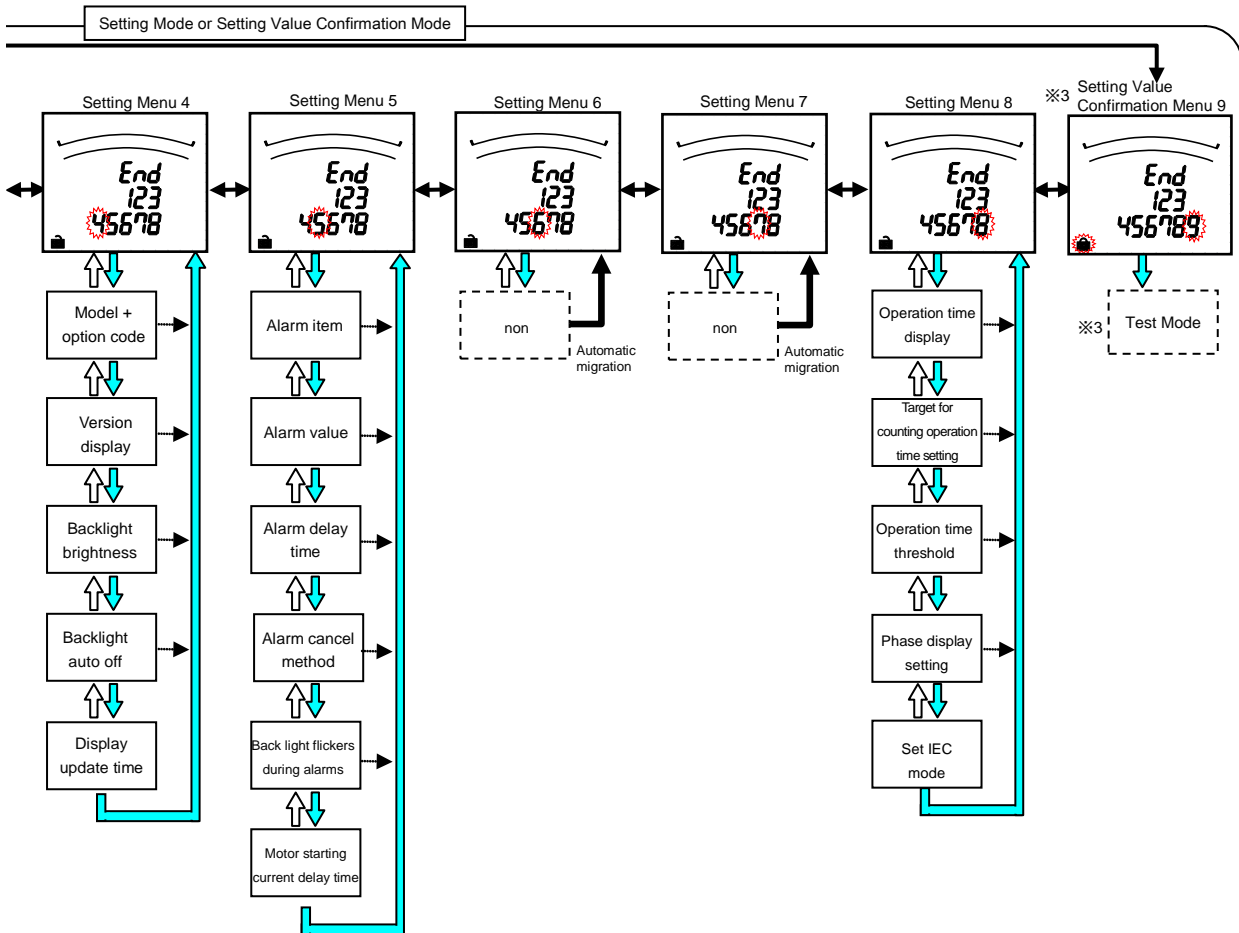 Setting Mode or Setting Value Confirmation Mode
Setting Menu 4
Setting Menu 5
Setting Menu 6
Setting Menu 7
Setting Menu 8
※3 Setting Value
Confirmation Menu 9
End
123
45678
End
123
45678
End
123
45678
End
123
45678
End
123
45678
End
123
456789
Model +
option code
Version
display
Backlight
brightness
Backlight
auto off
Display
update time
Alarm item
Alarm value
Alarm delay
time
Alarm cancel
method
Back light flickers
during alarms
Motor starting
current delay time
non
Automatic
migration
non
Automatic
migration
Operation time
display
Target for
counting operation
time setting
Operation time
threshold
Phase display
setting
Set IEC
mode
※3
Test Mode